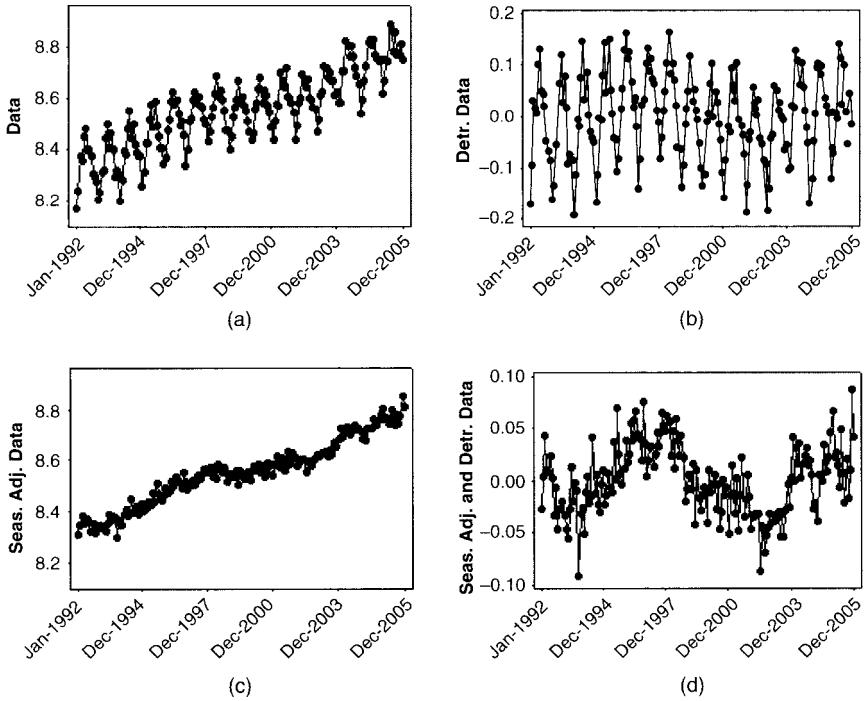 Data
8.8
8.6
8.4
8.2
Jan-1992
Dec-1994
Dec-1997
Dec-2000
Dec-2003
Dec-2005
(a)
Detr. Data
0.2
0.1
0.0
−0.1
−0.2
Jan-1992
Dec-1994
Dec-1997
Dec-2000
Dec-2003
Dec-2005
(b)
Seas. Adj. Data
8.8
8.6
8.4
8.2
Jan-1992
Dec-1994
Dec-1997
Dec-2000
Dec-2003
Dec-2005
(c)
Seas. Adj. and Detr. Data
0.10
0.05
0.00
−0.05
−0.10
Jan-1992
Dec-1994
Dec-1997
Dec-2000
Dec-2003
Dec-2005
(d)